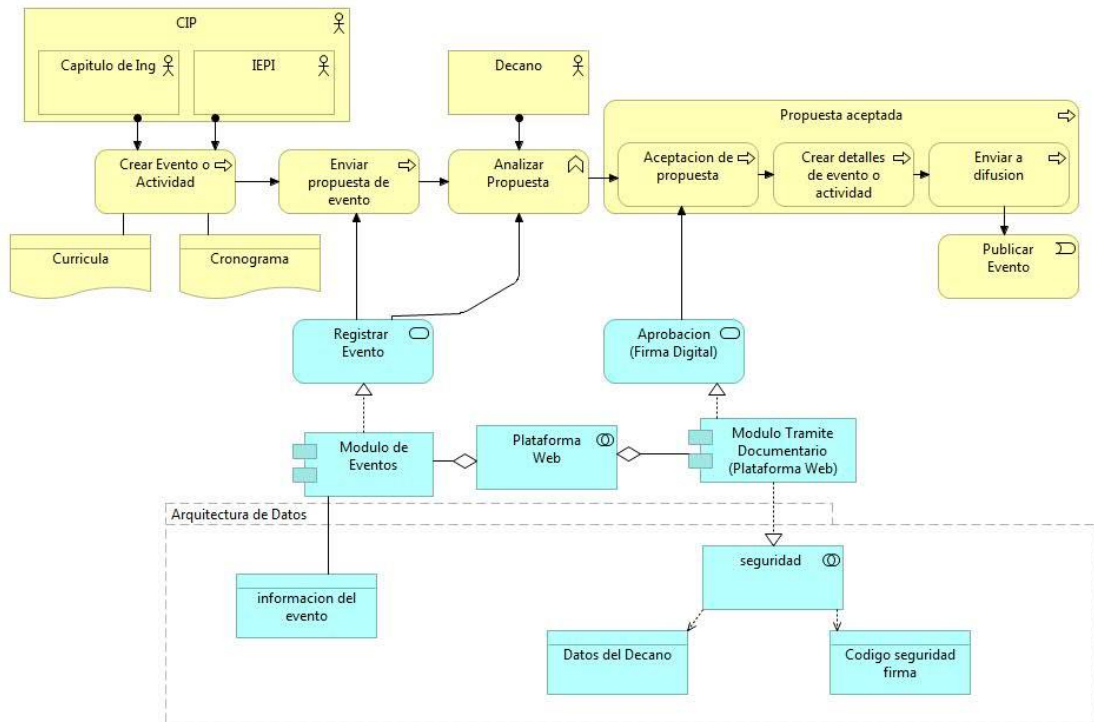 CIP
Capitulo de Ing
IEPI
Decano
Propuesta aceptada
Crear Evento o
Actividad
Enviar
propuesta de
evento
Analizar
Propuesta
Aceptacion de
propuesta
Crear detalles
de evento o
actividad
Enviar a
difusion
Curricula
Cronograma
Publicar
Evento
Registrar
Evento
Aprobacion
(Firma Digital)
Modulo de
Eventos
Plataforma
Web
Modulo Tramite
Documentario
(Plataforma Web)
Arquitectura de Datos
seguridad
informacion del
evento
Datos del Decano
Codigo seguridad
firma